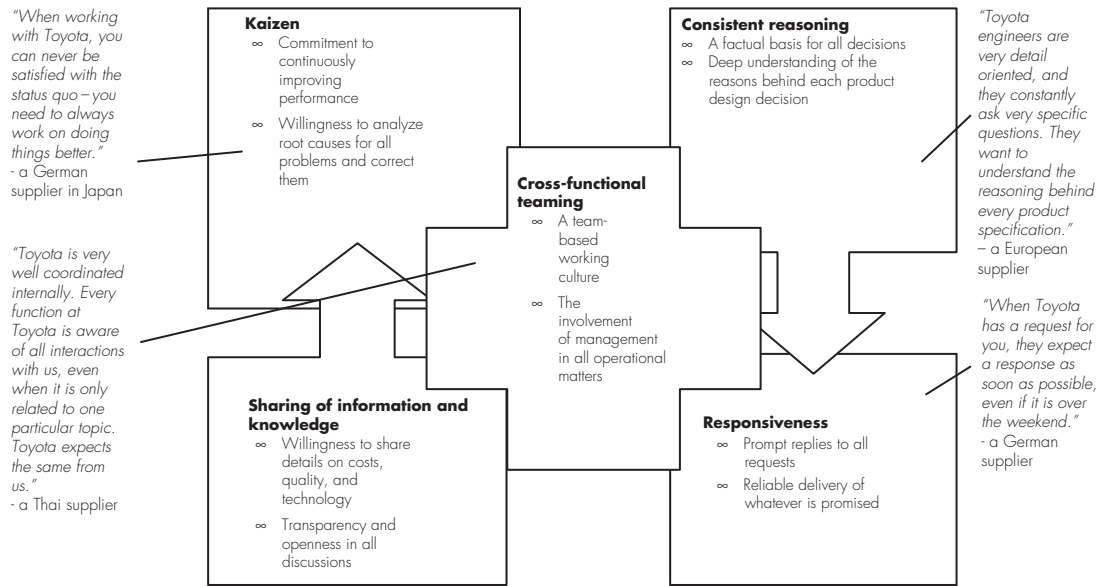 “When working
with Toyota, you
can never be
satisfied with the
status quo – you
need to always
work on doing
things better.”
- a German
supplier in Japan
“Toyota is very
well coordinated
internally. Every
function at
Toyota is aware
of all interactions
with us, even
when it is only
related to one
particular topic.
Toyota expects
the same from
us.”
- a Thai supplier
Kaizen
∞ Commitment to
continuously
improving
performance
∞ Willingness to analyze
root causes for all
problems and correct
them
Cross-functional
teaming
∞ A team-
based
working
culture
∞ The
involvement
of management
in all operational
matters
Sharing of information and
knowledge
∞ Willingness to share
details on costs,
quality, and
technology
∞ Transparency and
openness in all
discussions
Consistent reasoning
∞ A factual basis for all decisions
∞ Deep understanding of the
reasons behind each product
design decision
Responsiveness
∞ Prompt replies to all
requests
∞ Reliable delivery of
whatever is promised
“Toyota
engineers are
very detail
oriented, and
they constantly
ask very specific
questions. They
want to
understand the
reasoning behind
every product
specification.”
– a European
supplier
“When Toyota
has a request for
you, they expect
a response as
soon as possible,
even if it is over
the weekend.”
- a German
supplier